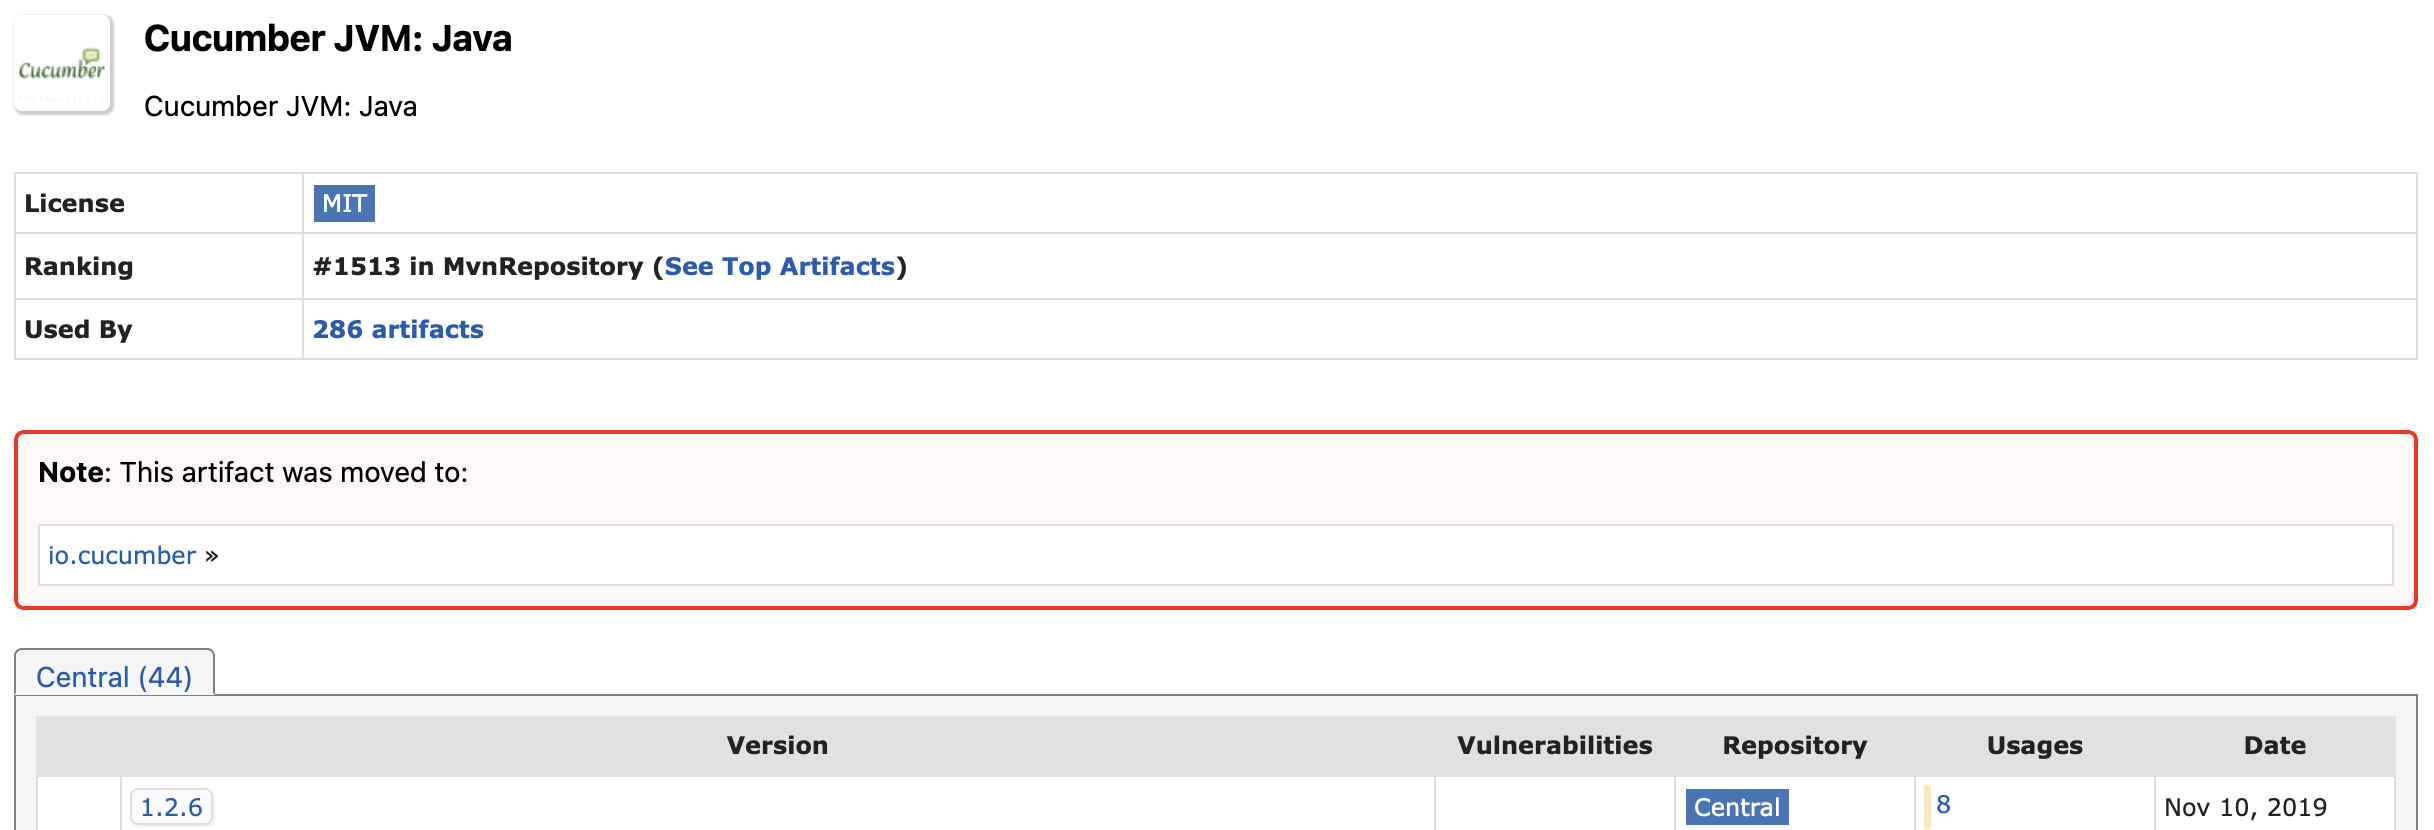 Cucumber
Cucumber JVM: Java
Cucumber JVM: Java
License MIT
Ranking #1513 in MvnRepository (See Top Artifacts)
Used By 286 artifacts
Note: This artifact was moved to:
io.cucumber »
Central (44)
Version Vulnerabilities Repository Usages Date
1.2.6 Central 8 Nov 10, 2019